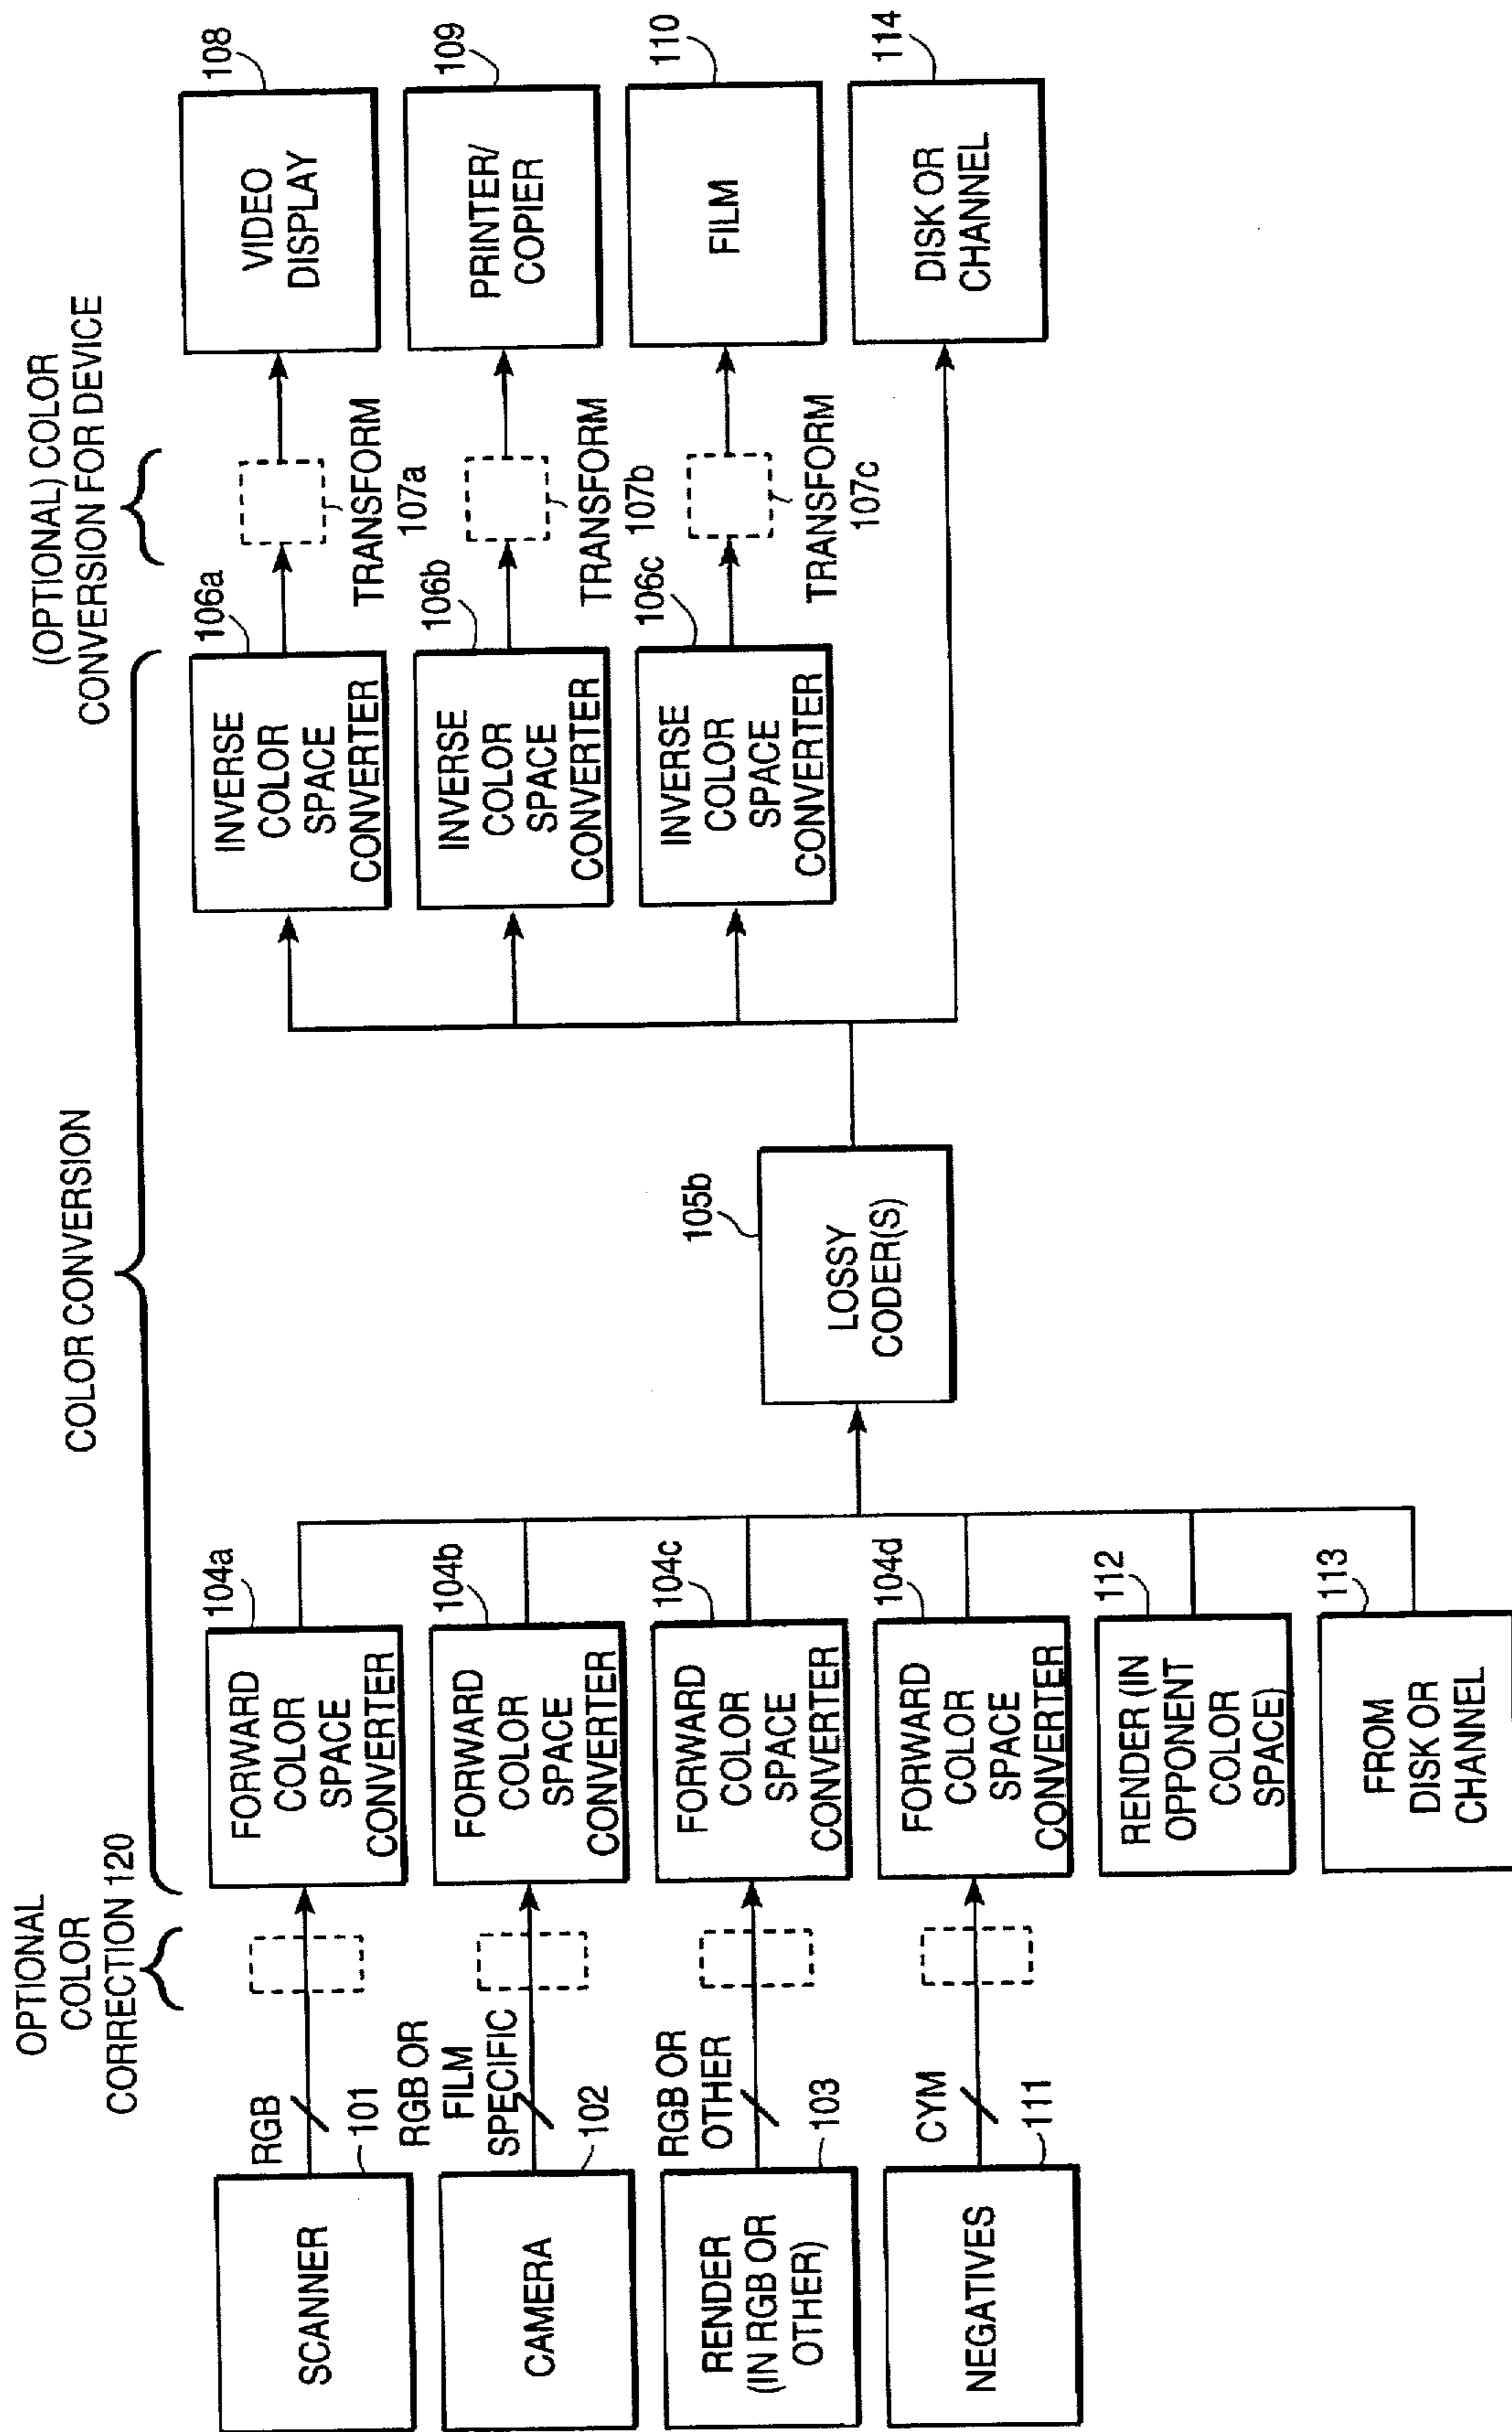 OPTIONAL
COLOR
CORRECTION 120
COLOR CONVERSION
(OPTIONAL) COLOR
CONVERSION FOR DEVICE
SCANNER
101
RGB
FORWARD
COLOR
SPACE
CONVERTER
104a
CAMERA
102
RGB OR
FILM
SPECIFIC
FORWARD
COLOR
SPACE
CONVERTER
104b
RENDER
(IN RGB OR
OTHER)
103
RGB OR
OTHER
FORWARD
COLOR
SPACE
CONVERTER
104c
NEGATIVES
111
CYM
FORWARD
COLOR
SPACE
CONVERTER
104d
RENDER (IN
OPPONENT
COLOR
SPACE)
112
FROM
DISK OR
CHANNEL
113
LOSSY
CODER(S)
105b
INVERSE
COLOR
SPACE
CONVERTER
106a
TRANSFORM
107a
VIDEO
DISPLAY
108
INVERSE
COLOR
SPACE
CONVERTER
106b
TRANSFORM
107b
PRINTER/
COPIER
109
INVERSE
COLOR
SPACE
CONVERTER
106c
TRANSFORM
107c
FILM
110
DISK OR
CHANNEL
114